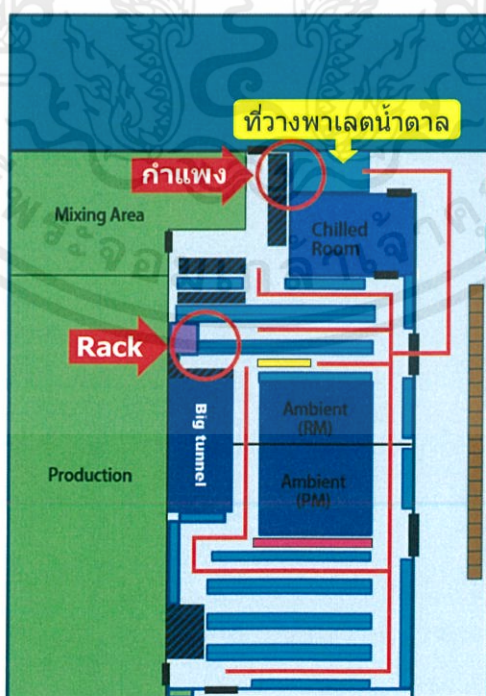 ที่วางพาเลตน้ำตาล
กำแพง
Mixing Area
Chilled
Room
Rack
Big tunnel
Ambient
(RM)
Production
Ambient
(PM)